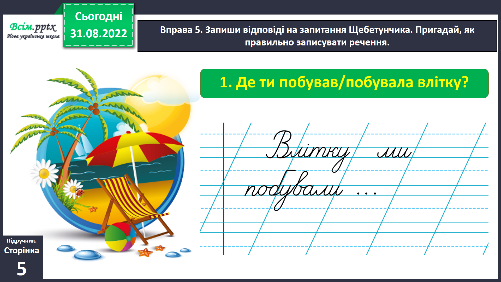 Всім.pptx
Нова українська школа
Сьогодні
31.08.2022
Вправа 5. Запиши відповіді на запитання Щебетунчика. Пригадай, як
правильно записувати речення.
1. Де ти побував/побувала влітку?
Влітку ми
побували ...
Підручник.
Сторінка
5